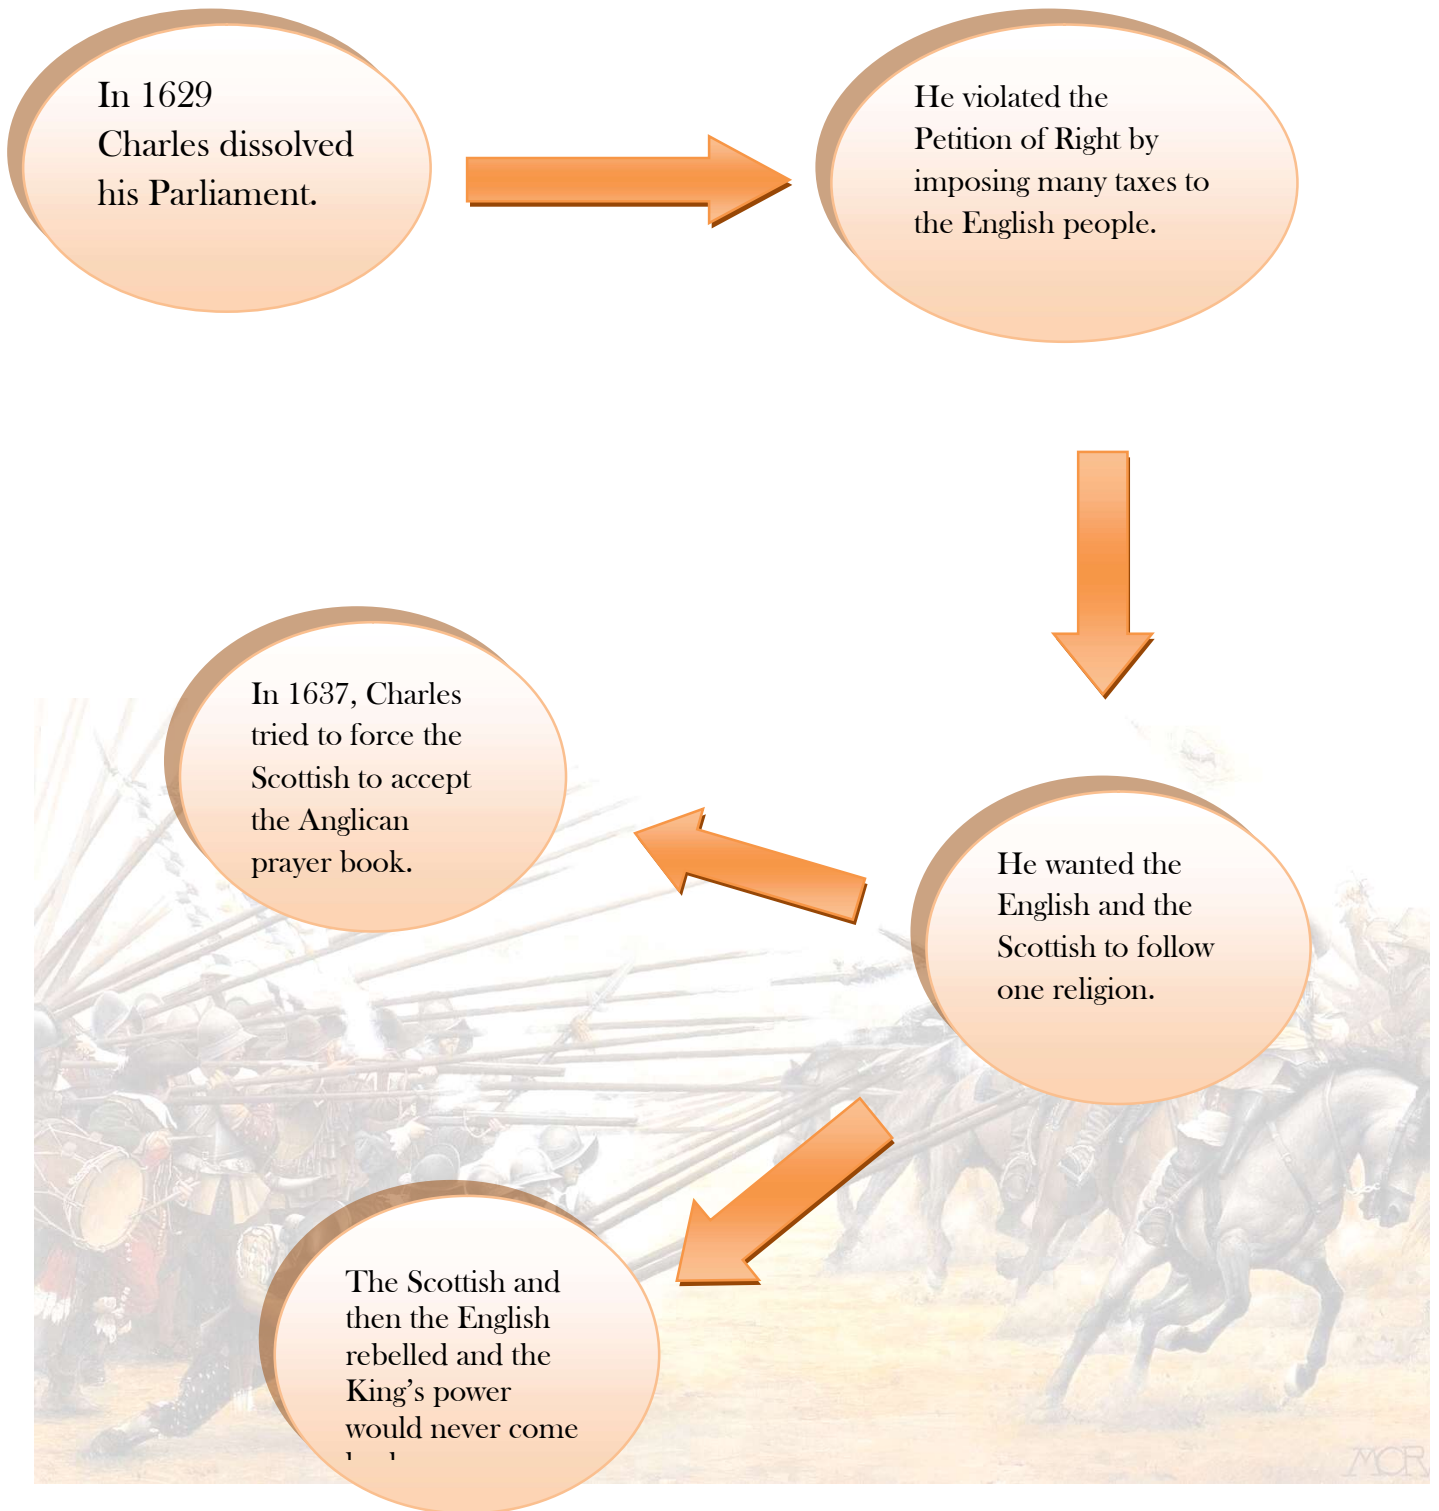 In 1629
Charles dissolved
his Parliament.
He violated the
Petition of Right by
imposing many taxes to
the English people.
In 1637, Charles
tried to force the
Scottish to accept
the Anglican
prayer book.
He wanted the
English and the
Scottish to follow
one religion.
The Scottish and
then the English
rebelled and the
King’s power
would never come